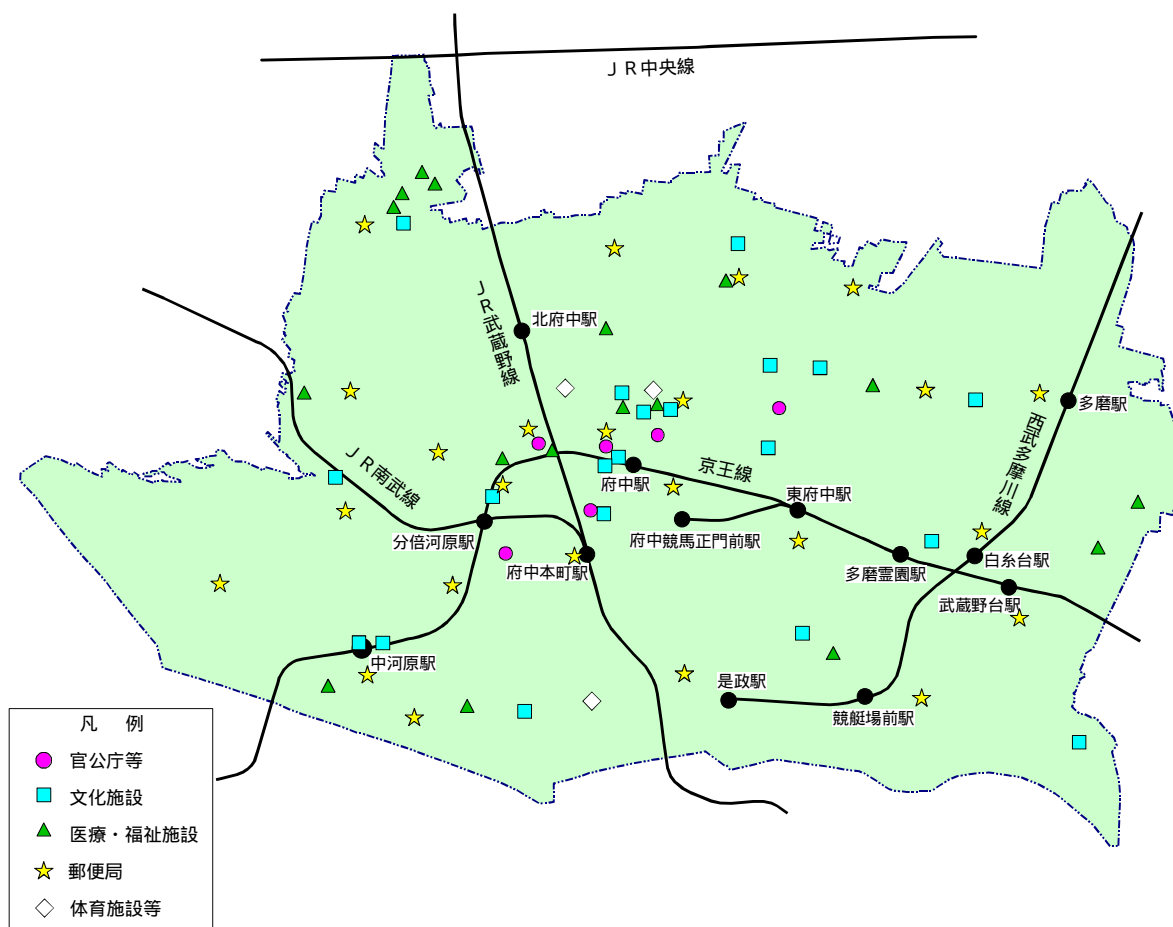 ＪＲ中央線
北府中駅
ＪＲ武蔵野線
多磨駅
西武多摩川線
ＪＲ南武線
京王線
府中駅
東府中駅
分倍河原駅
府中競馬正門前駅
府中本町駅
多磨霊園駅
白糸台駅
武蔵野台駅
中河原駅
是政駅
競艇場前駅
凡　例
官公庁等
文化施設
医療・福祉施設
郵便局
体育施設等